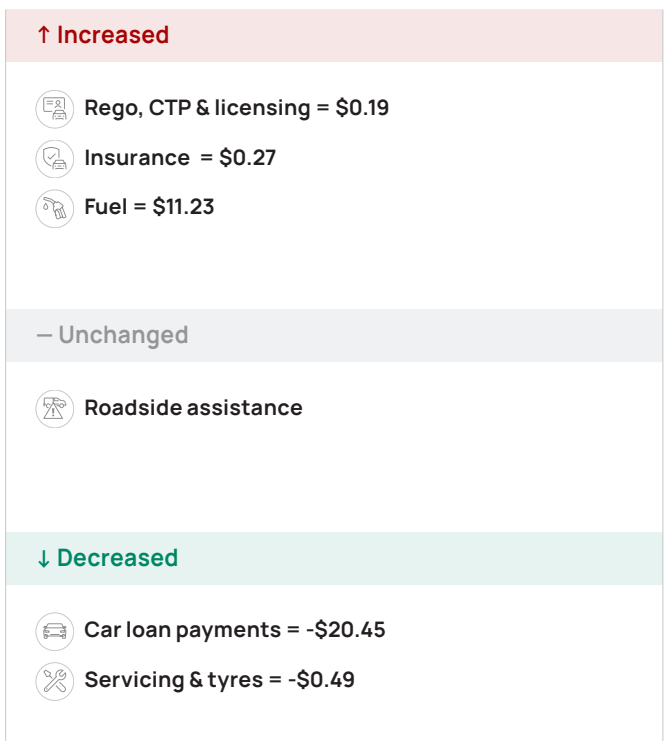 ↑ Increased
Rego, CTP & licensing = $0.19
Insurance = $0.27
Fuel = $11.23
— Unchanged
Roadside assistance
↓ Decreased
Car loan payments = -$20.45
Servicing & tyres = -$0.49